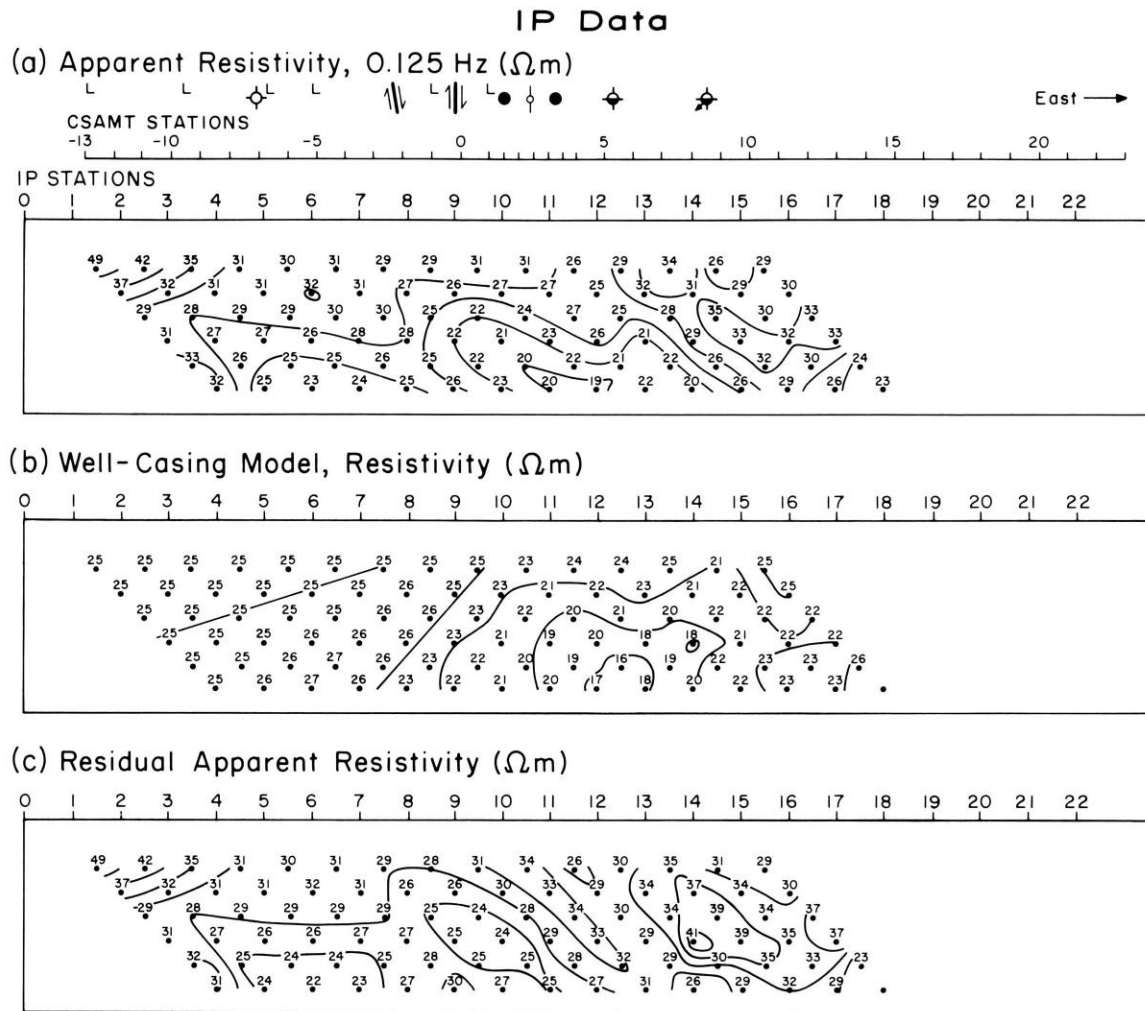 IP Data
(a) Apparent Resistivity, 0.125 Hz (Ωm)
East
CSAMT STATIONS
-13 -10 -5 0 5 10 15 20
IP STATIONS
0 1 2 3 4 5 6 7 8 9 10 11 12 13 14 15 16 17 18 19 20 21 22
49 42 35 31 30 31 29 29 31 31 26 29 34 26 29
37 32 31 31 32 31 27 26 27 27 25 32 31 29 30
29 28 29 29 30 30 25 22 24 27 25 28 35 30 33
31 27 27 26 28 28 22 21 23 26 21 29 33 32 33
33 26 25 25 26 25 22 20 22 21 22 26 32 30 24
32 25 23 24 25 26 23 20 19 22 20 26 29 26 23
(b) Well-Casing Model, Resistivity (Ωm)
0 1 2 3 4 5 6 7 8 9 10 11 12 13 14 15 16 17 18 19 20 21 22
25 25 25 25 25 25 25 25 25 23 24 24 25 21 25
25 25 25 25 25 25 26 25 23 21 22 23 21 22 25
25 25 25 25 25 26 26 23 22 20 21 20 22 22 22
25 25 25 26 26 26 23 21 19 20 18 18 21 22 22
25 25 26 27 26 23 22 20 19 16 19 22 23 23 26
25 26 27 26 23 22 21 20 17 18 20 22 23 23
(c) Residual Apparent Resistivity (Ωm)
0 1 2 3 4 5 6 7 8 9 10 11 12 13 14 15 16 17 18 19 20 21 22
49 42 35 31 30 31 29 28 31 34 26 30 35 31 29
37 32 31 31 32 31 26 26 30 33 29 34 37 34 30
-29 28 29 29 29 29 25 24 28 34 30 34 39 34 37
31 27 26 26 27 27 25 24 29 33 29 41 39 35 37
32 25 24 24 25 28 25 25 28 32 29 30 35 33 23
31 24 22 23 27 30 27 25 27 31 26 29 32 29